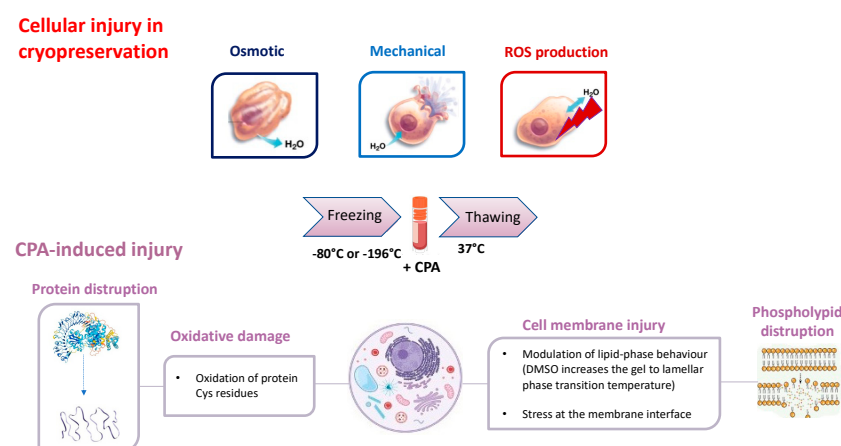 Cellular injury in
cryopreservation
Osmotic
Mechanical
ROS production
H₂O
H₂O
H₂O
Freezing
Thawing
-80°C or -196°C
37°C
+ CPA
CPA-induced injury
Protein distruption
Oxidative damage
• Oxidation of protein
Cys residues
Cell membrane injury
• Modulation of lipid-phase behaviour
(DMSO increases the gel to lamellar
phase transition temperature)
• Stress at the membrane interface
Phospholypid
distruption